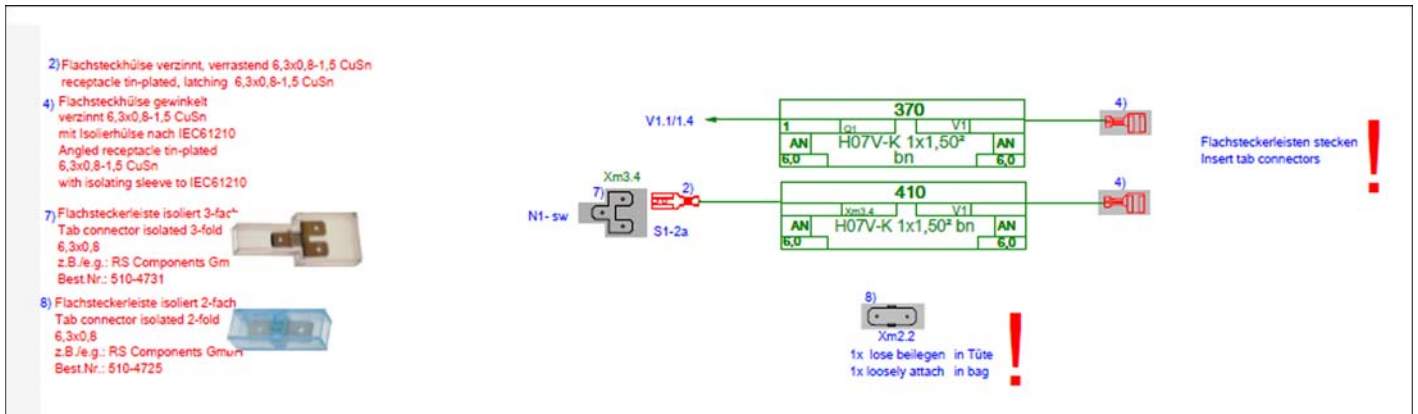 2) Flachsteckhülse verzinnt, verrastend 6,3x0,8-1,5 CuSn
receptacle tin-plated, latching 6,3x0,8-1,5 CuSn
4) Flachsteckhülse gewinkelt
verzinnt 6,3x0,8-1,5 CuSn
mit Isolierhülse nach IEC61210
Angled receptacle tin-plated
6,3x0,8-1,5 CuSn
with isolating sleeve to IEC61210
7) Flachsteckerleiste isoliert 3-fach
Tab connector isolated 3-fold
6,3x0,8
z.B./e.g.: RS Components Gm
Best.Nr.: 510-4731
8) Flachsteckerleiste isoliert 2-fach
Tab connector isolated 2-fold
6,3x0,8
z.B./e.g.: RS Components GmbH
Best.Nr.: 510-4725
V1.1/1.4
370
1
Q1
V1
AN
H07V-K 1x1,50² bn
AN
6,0
6,0
4)
Xm3.4
7)
2)
N1- sw
S1-2a
410
Xm3.4
V1
AN
H07V-K 1x1,50² bn
AN
6,0
6,0
4)
8)
Xm2.2
1x lose beilegen in Tüte
1x loosely attach in bag
!
Flachsteckerleisten stecken
Insert tab connectors
!